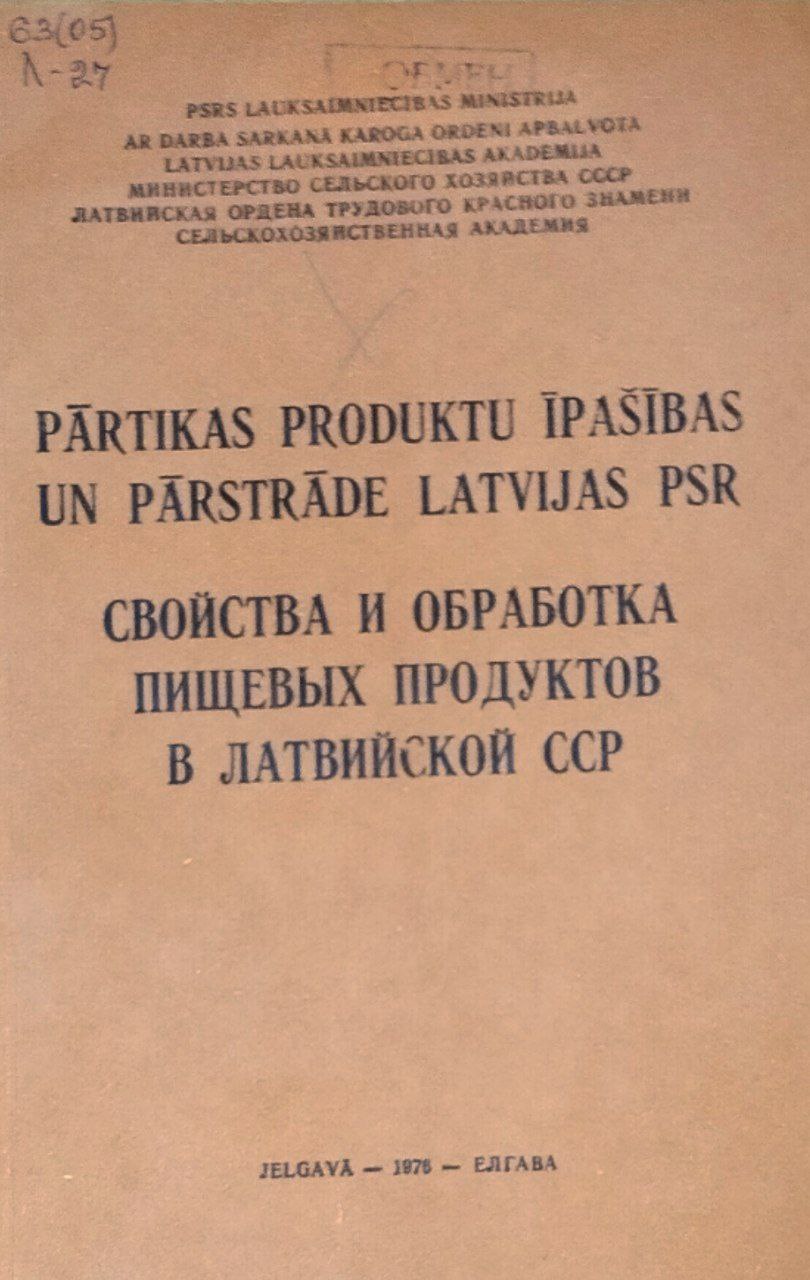 63(05)
Л-27
ОБМЕН
PSRS LAUKSAIMNIECĪBAS MINISTRIJA
AR DARBA SARKANĀ KAROGA ORDENI APBALVOTĀ
LATVIJAS LAUKSAIMNIECĪBAS AKADĒMIJA
МИНИСТЕРСТВО СЕЛЬСКОГО ХОЗЯЙСТВА СССР
ЛАТВИЙСКАЯ ОРДЕНА ТРУДОВОГО КРАСНОГО ЗНАМЕНИ
СЕЛЬСКОХОЗЯЙСТВЕННАЯ АКАДЕМИЯ
PĀRTIKAS PRODUKTU ĪPAŠĪBAS
UN PĀRSTRĀDE LATVIJAS PSR
СВОЙСТВА И ОБРАБОТКА
ПИЩЕВЫХ ПРОДУКТОВ
В ЛАТВИЙСКОЙ ССР
JELGAVĀ — 1976 — ЕЛГАВА